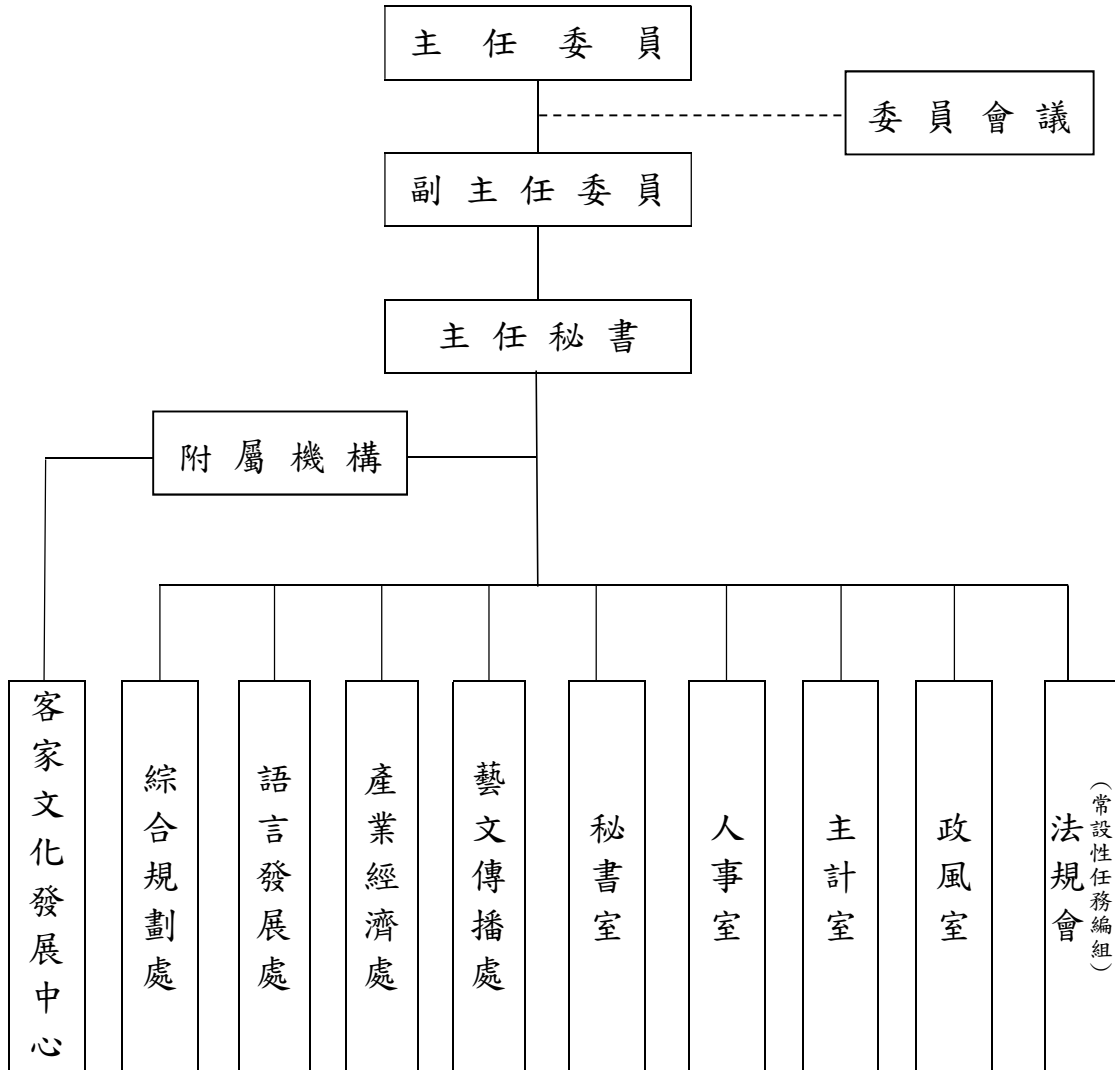 主任委員
委員會議
副主任委員
主任秘書
附屬機構
客家文化發展中心
綜合規劃處
語言發展處
產業經濟處
藝文傳播處
秘書室
人事室
主計室
政風室
法規會
（常設性任務編組）